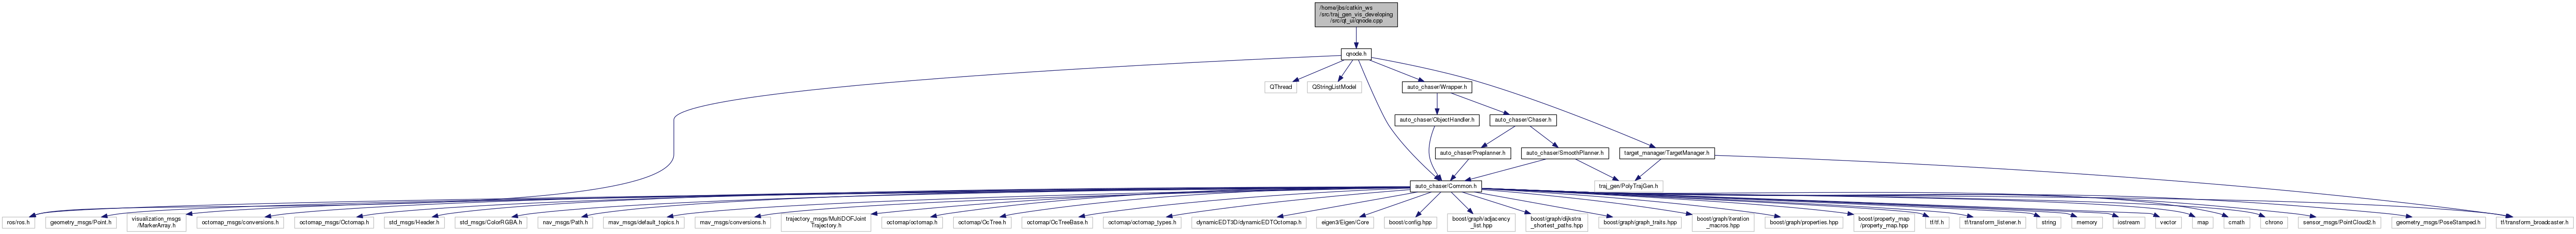 /home/jbs/catkin_ws
/src/traj_gen_vis_developing
/src/qt_ui/qnode.cpp
qnode.h
QThread
QStringListModel
auto_chaser/Wrapper.h
auto_chaser/ObjectHandler.h
auto_chaser/Chaser.h
auto_chaser/Preplanner.h
auto_chaser/SmoothPlanner.h
target_manager/TargetManager.h
auto_chaser/Common.h
traj_gen/PolyTrajGen.h
ros/ros.h
geometry_msgs/Point.h
visualization_msgs
/MarkerArray.h
octomap_msgs/conversions.h
octomap_msgs/Octomap.h
std_msgs/Header.h
std_msgs/ColorRGBA.h
nav_msgs/Path.h
mav_msgs/default_topics.h
mav_msgs/conversions.h
trajectory_msgs/MultiDOFJoint
Trajectory.h
octomap/octomap.h
octomap/OcTree.h
octomap/OcTreeBase.h
octomap/octomap_types.h
dynamicEDT3D/dynamicEDTOctomap.h
eigen3/Eigen/Core
boost/config.hpp
boost/graph/adjacency
_list.hpp
boost/graph/dijkstra
_shortest_paths.hpp
boost/graph/graph_traits.hpp
boost/graph/iteration
_macros.hpp
boost/graph/properties.hpp
boost/property_map
/property_map.hpp
tf/tf.h
tf/transform_listener.h
string
memory
iostream
vector
map
cmath
chrono
sensor_msgs/PointCloud2.h
geometry_msgs/PoseStamped.h
tf/transform_broadcaster.h